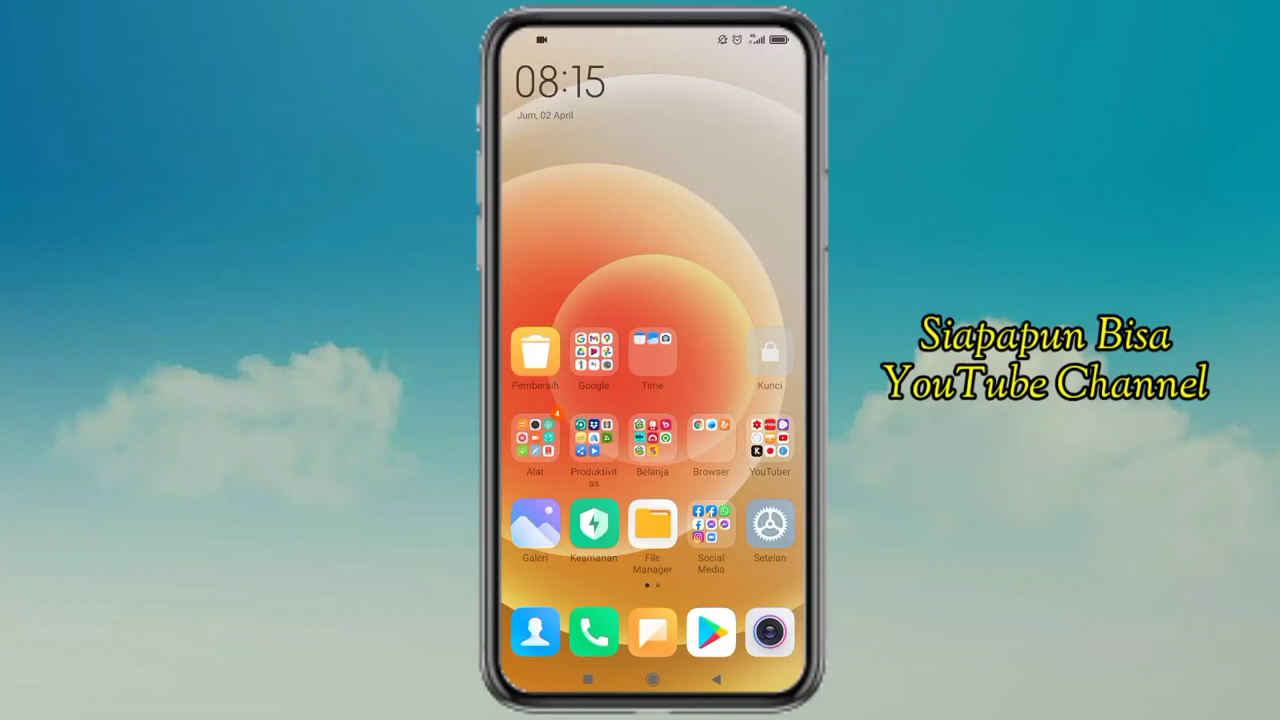 08:15
Jum, 02 April
Pembersih
Google
Time
Kunci
4
Alat
Produktivit
as
Belanja
Browser
YouTuber
Galeri
Keamanan
File
Manager
Social
Media
Setelan
Siapapun Bisa
YouTube Channel